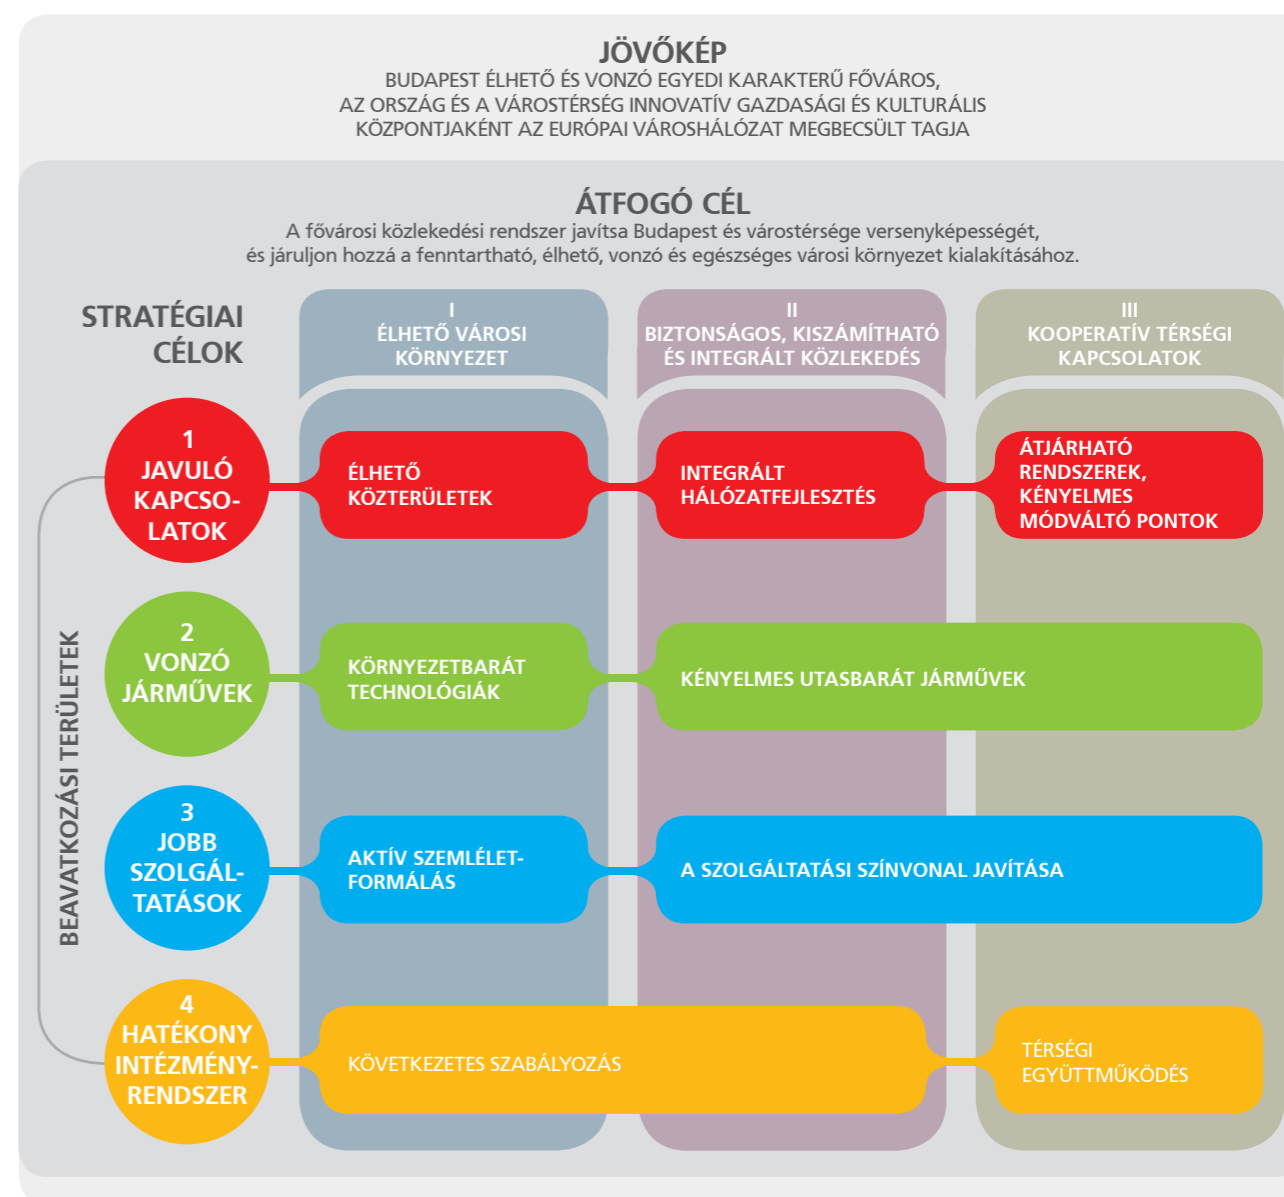 JÖVŐKÉP
BUDAPEST ÉLHETŐ ÉS VONZÓ EGYEDI KARAKTERŰ FŐVÁROS,
AZ ORSZÁG ÉS A VÁROSTÉRSÉG INNOVATÍV GAZDASÁGI ÉS KULTURÁLIS
KÖZPONTJAKÉNT AZ EURÓPAI VÁROSHÁLÓZAT MEGBECSÜLT TAGJA
ÁTFOGÓ CÉL
A fővárosi közlekedési rendszer javítsa Budapest és várostérsége versenyképességét,
és járuljon hozzá a fenntartható, élhető, vonzó és egészséges városi környezet kialakításához.
STRATÉGIAI
CÉLOK
I
ÉLHETŐ VÁROSI
KÖRNYEZET
II
BIZTONSÁGOS, KISZÁMÍTHATÓ
ÉS INTEGRÁLT KÖZLEKEDÉS
III
KOOPERATÍV TÉRSÉGI
KAPCSOLATOK
BEAVATKOZÁSI TERÜLETEK
1
JAVULÓ
KAPCSO-
LATOK
ÉLHETŐ
KÖZTERÜLETEK
INTEGRÁLT
HÁLÓZATFEJLESZTÉS
ÁTJÁRHATÓ
RENDSZEREK,
KÉNYELMES
MÓDVÁLTÓ PONTOK
2
VONZÓ
JÁRMŰVEK
KÖRNYEZETBARÁT
TECHNOLÓGIÁK
KÉNYELMES UTASBARÁT JÁRMŰVEK
3
JOBB
SZOLGÁL-
TATÁSOK
AKTÍV SZEMLÉLET-
FORMÁLÁS
A SZOLGÁLTATÁSI SZÍNVONAL JAVÍTÁSA
4
HATÉKONY
INTÉZMÉNY-
RENDSZER
KÖVETKEZETES SZABÁLYOZÁS
TÉRSÉGI
EGYÜTTMŰKÖDÉS